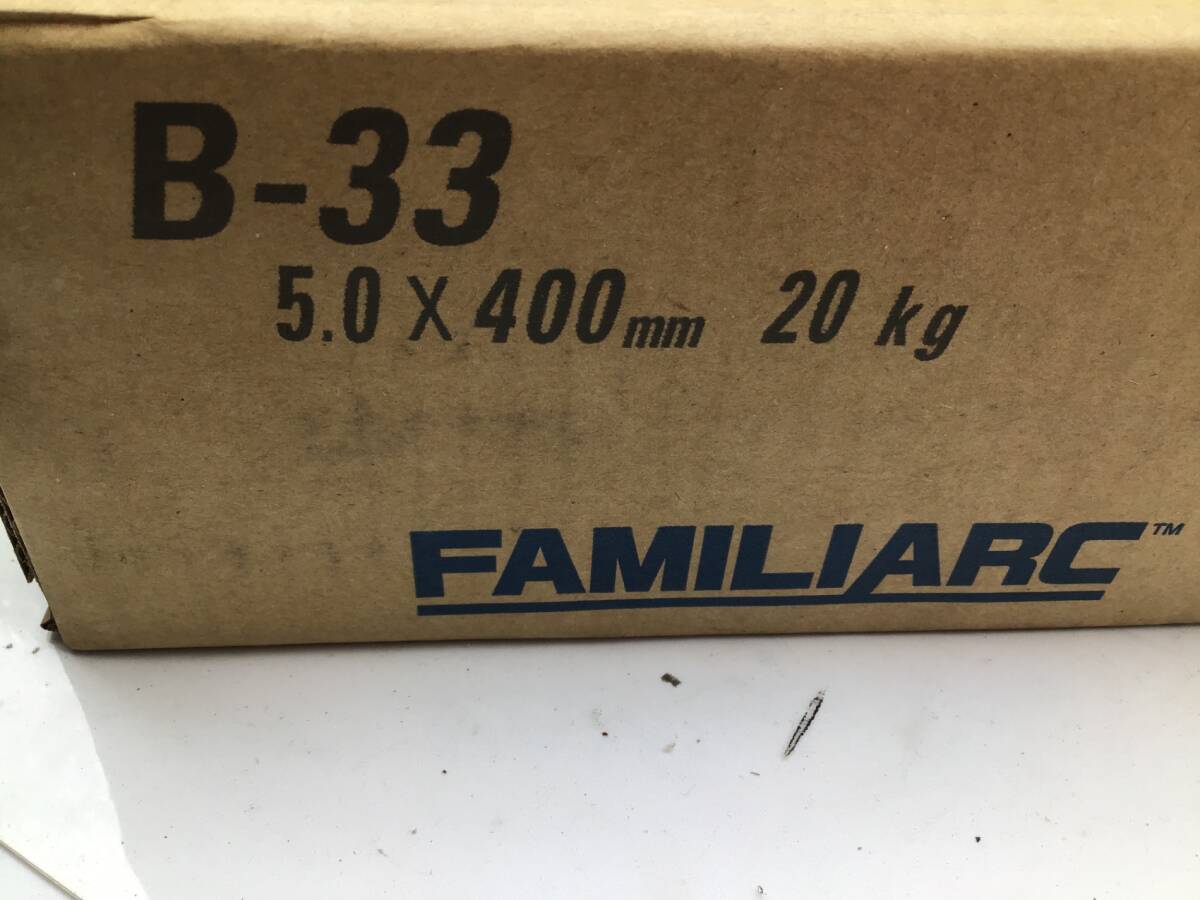 B-33
5.0 X 400mm 20 kg
FAMILIARC™